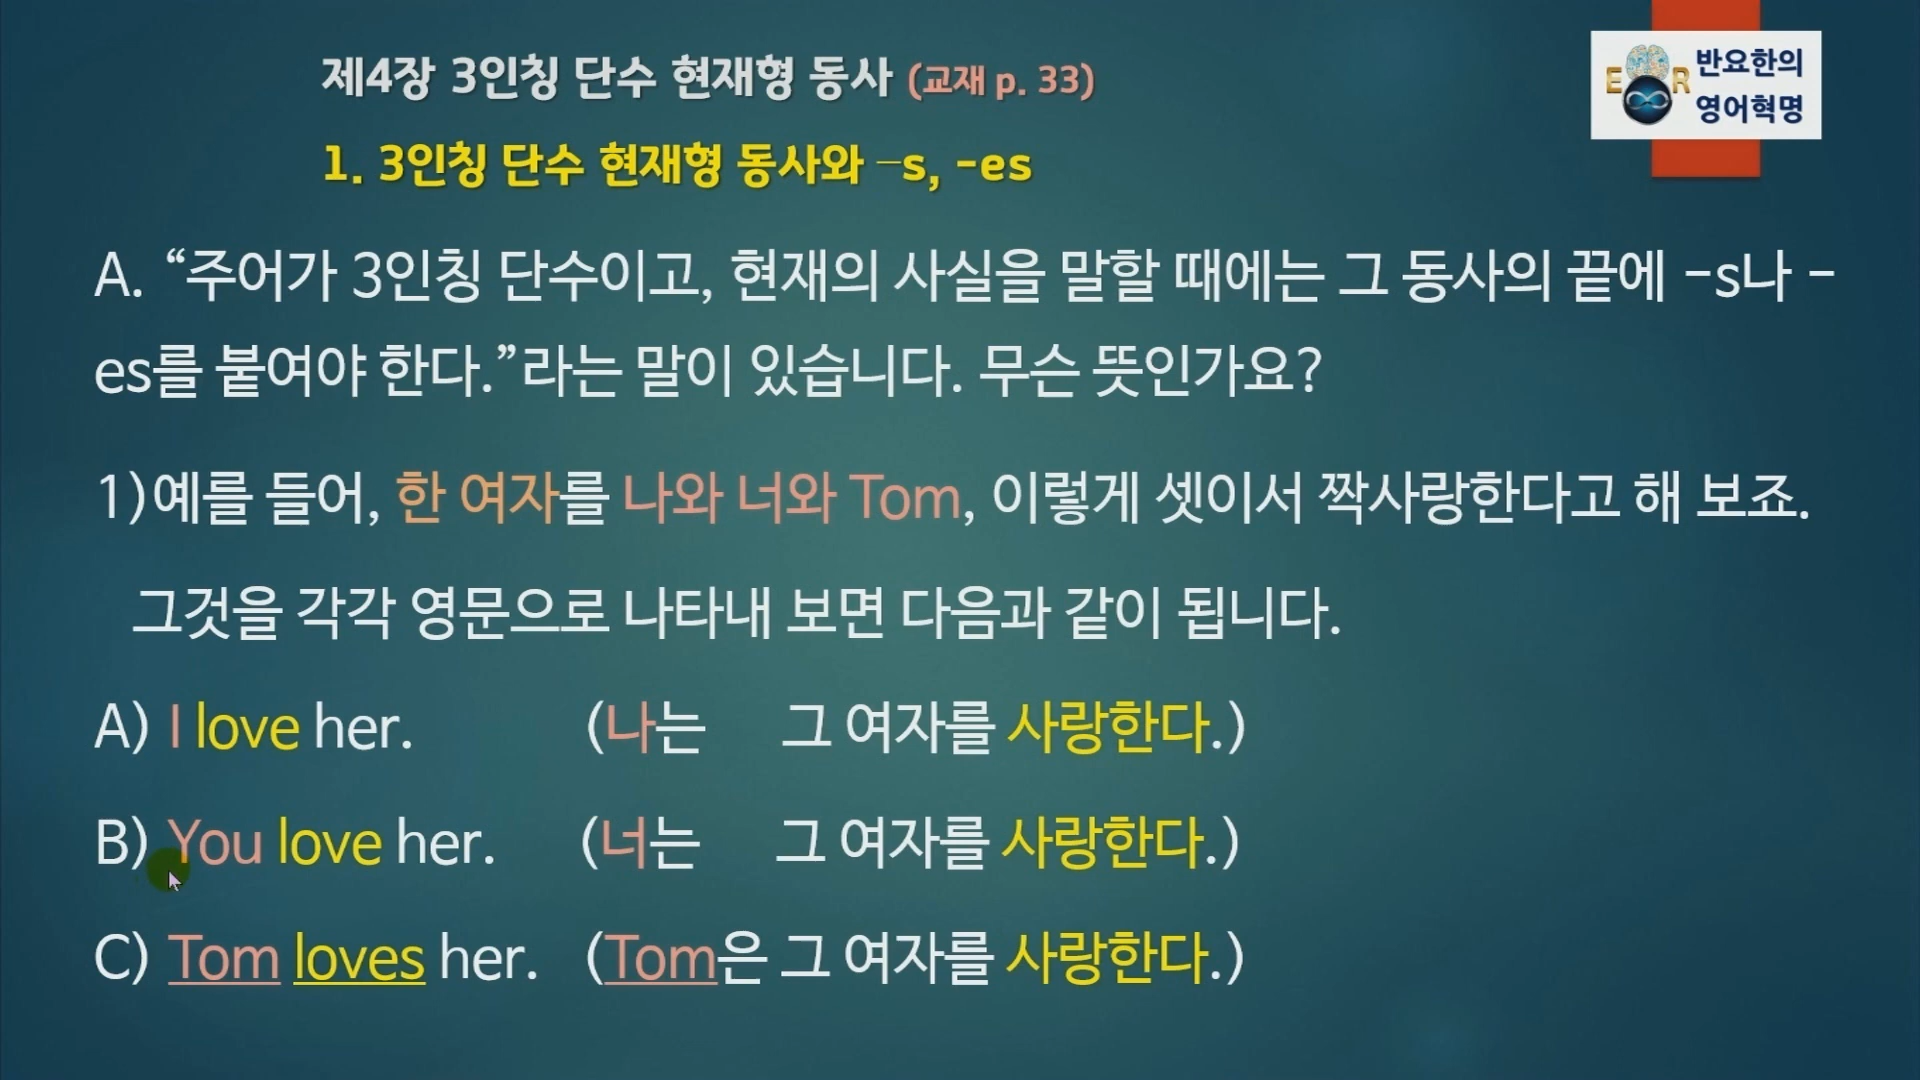 제4장 3인칭 단수 현재형 동사 (교재 p. 33)
반요한의
영어혁명
E R
1. 3인칭 단수 현재형 동사와 –s, -es
A. “주어가 3인칭 단수이고, 현재의 사실을 말할 때에는 그 동사의 끝에 –s나 –
es를 붙여야 한다.”라는 말이 있습니다. 무슨 뜻인가요?
1)예를 들어, 한 여자를 나와 너와 Tom, 이렇게 셋이서 짝사랑한다고 해 보죠.
그것을 각각 영문으로 나타내 보면 다음과 같이 됩니다.
A) I love her. (나는 그 여자를 사랑한다.)
B) You love her. (너는 그 여자를 사랑한다.)
C) Tom loves her. (Tom은 그 여자를 사랑한다.)